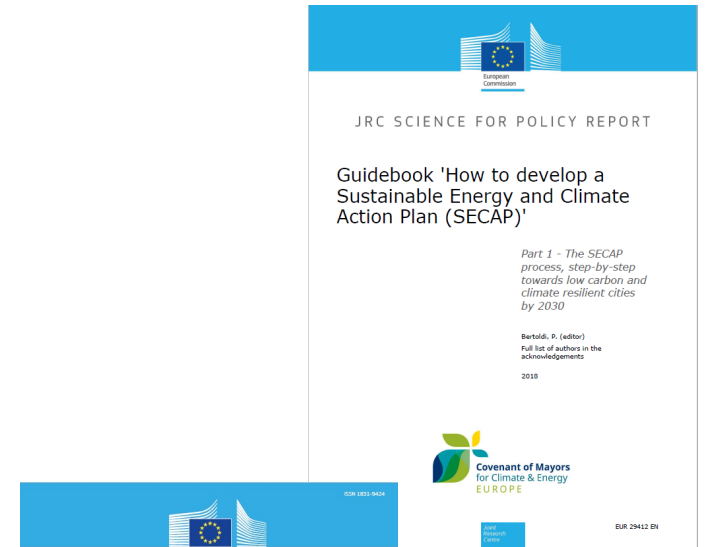 European
Commission
JRC SCIENCE FOR POLICY REPORT
Guidebook 'How to develop a
Sustainable Energy and Climate
Action Plan (SECAP)'
Part 1 - The SECAP
process, step-by-step
towards low carbon and
climate resilient cities
by 2030
Bertoldi, P. (editor)
Full list of authors in the
acknowledgements
2018
Covenant of Mayors
for Climate & Energy
EUROPE
ISSN 1831-9424
Joint
Research
Centre
EUR 29412 EN